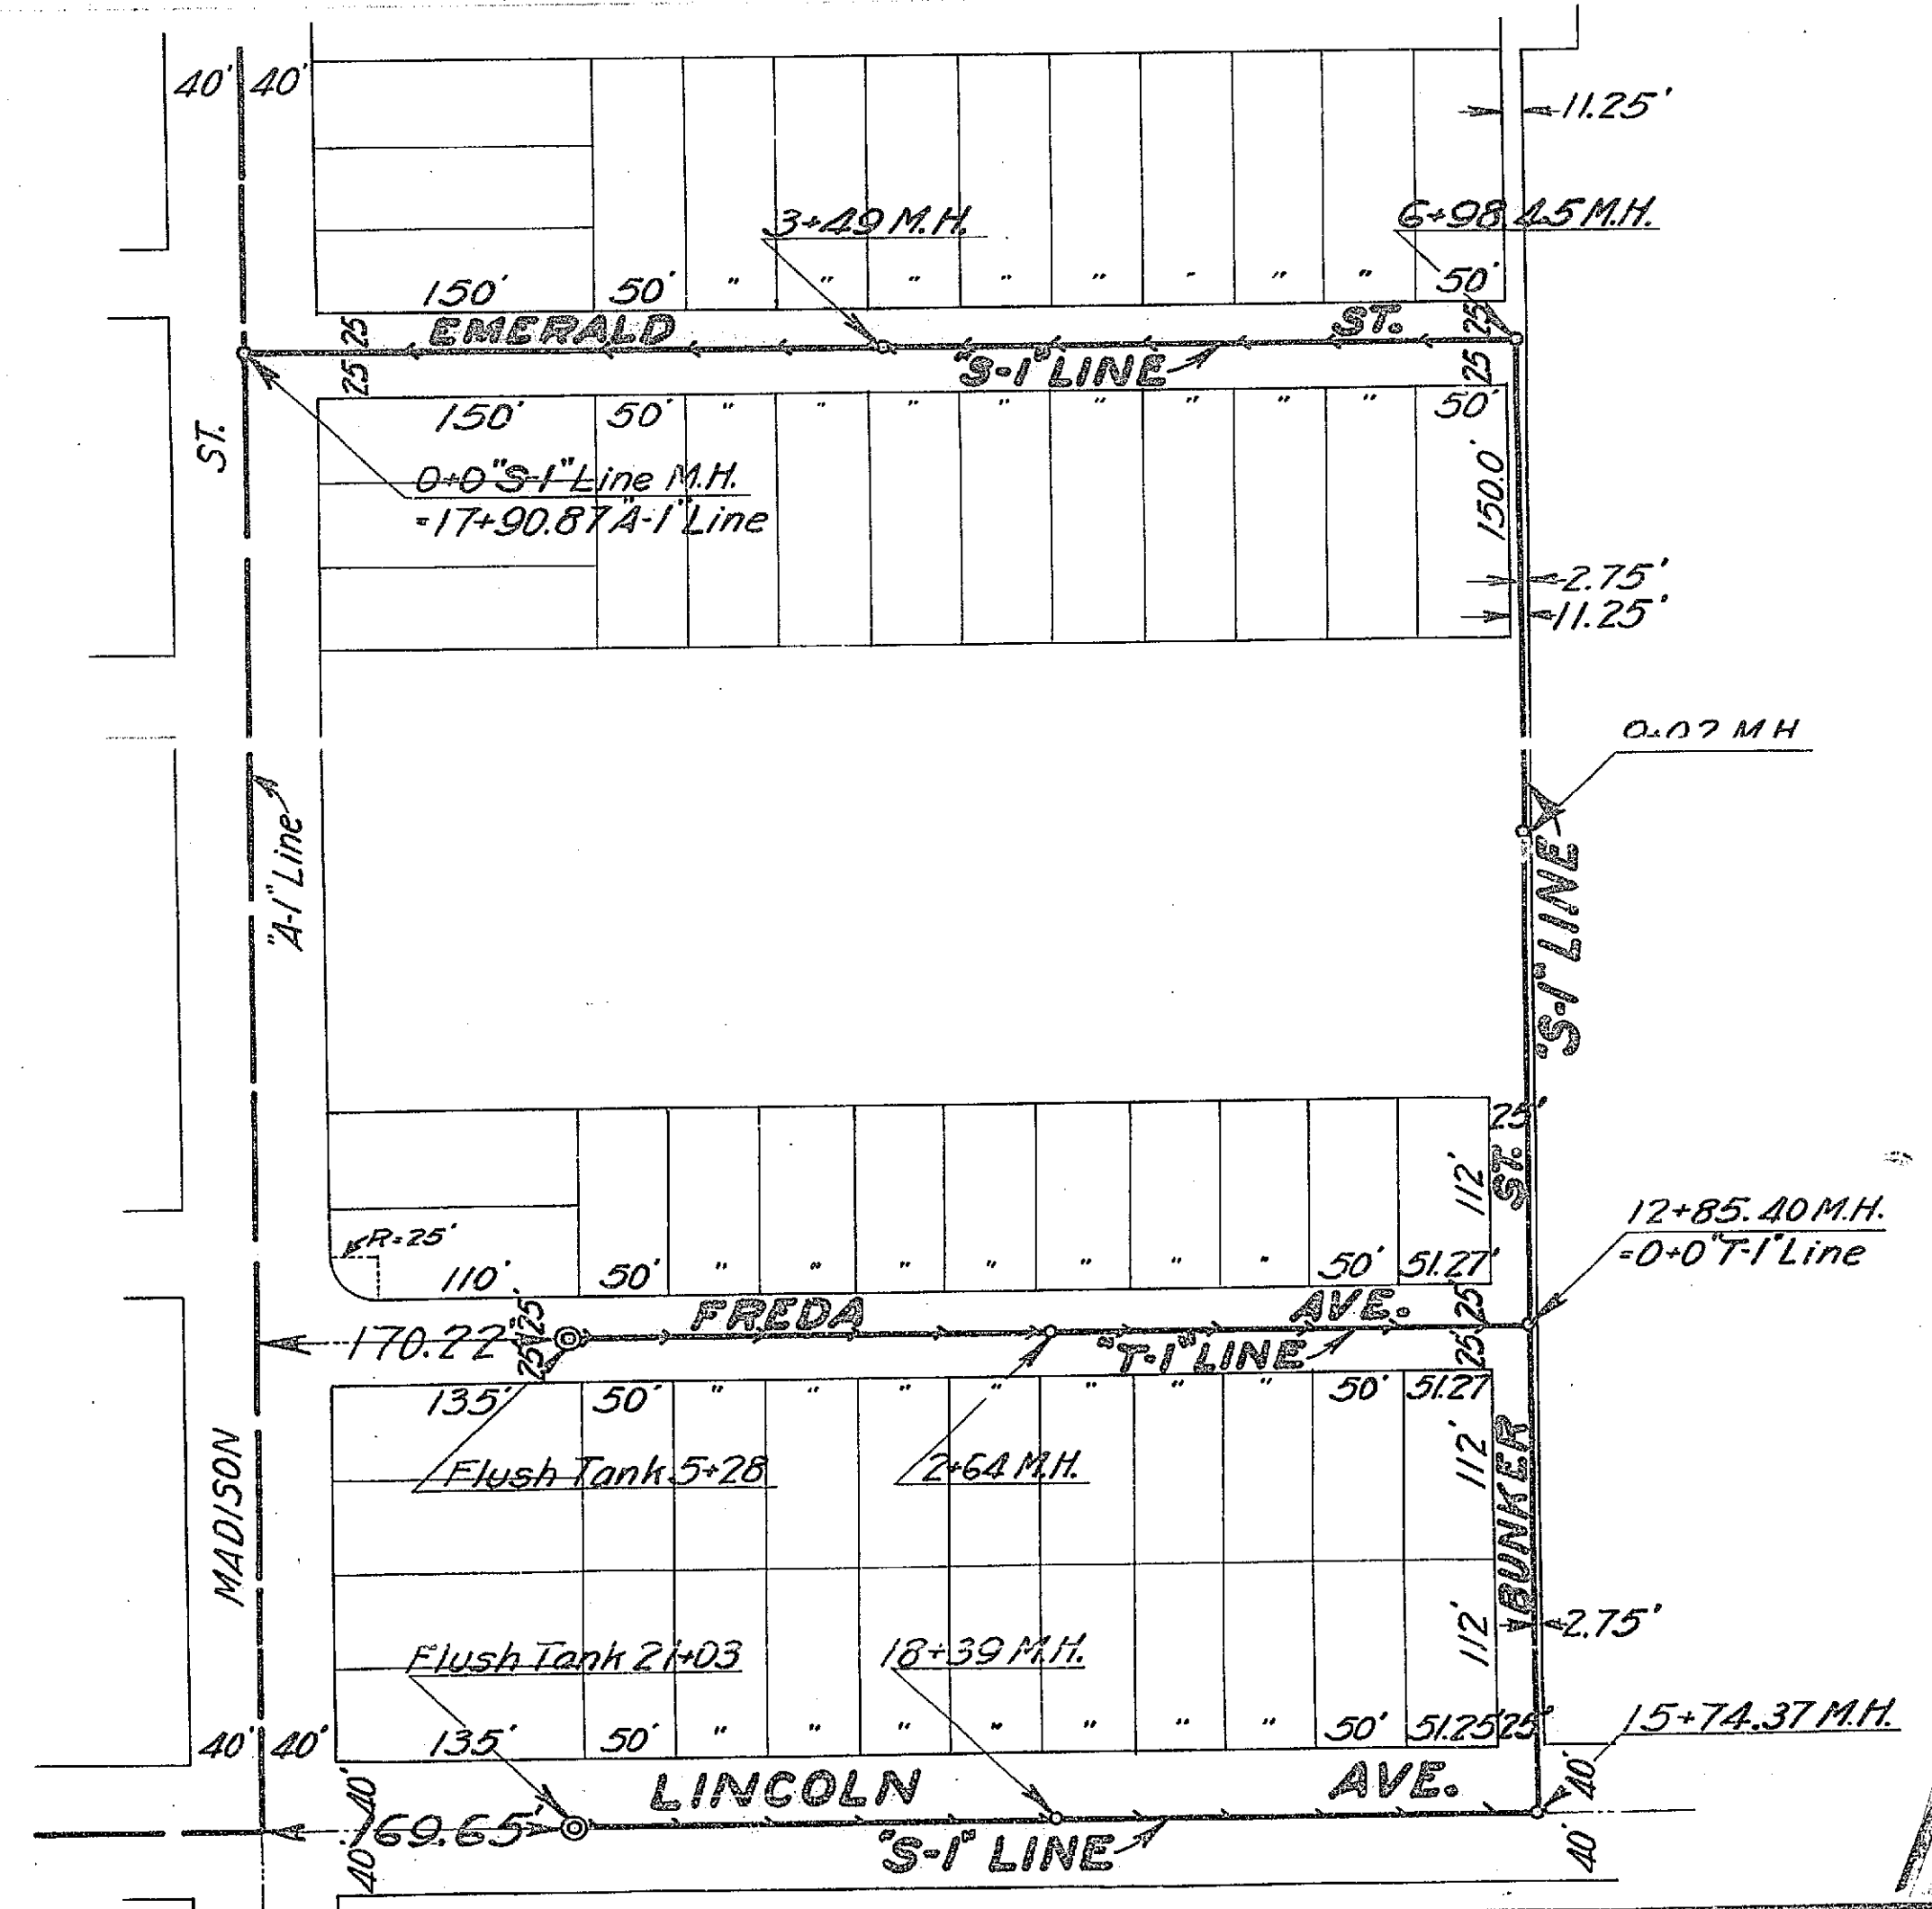 40' 40'
11.25'
3+49 M.H.
6+98.45 M.H.
150' 50' " " " " " " " " 50'
25 25
EMERALD ST.
25 25
"S-1" LINE
150' 50' " " " " " " " " 50'
ST.
0+0 "S-1" Line M.H.
=17+90.87 "A-1" Line
150.0'
2.75'
11.25'
M.H
"A-1" Line
"S-1" LINE
25'
ST.
112'
12+85.40 M.H.
=0+0 "T-1" Line
R=25'
110' 50' " " " " " " " 50' 51.27'
25' 25'
FREDA AVE.
170.22'
25' 25'
"T-1" LINE
135' 50' " " " " " " " 50' 51.27
112'
Flush Tank 5+28
2+64 M.H.
MADISON
BUNKER
112'
2.75'
Flush Tank 21+03
18+39 M.H.
15+74.37 M.H.
40' 40'
135' 50' " " " " " " " 50' 51.25 25'
40' 40'
LINCOLN AVE.
169.65'
40' 40'
"S-1" LINE